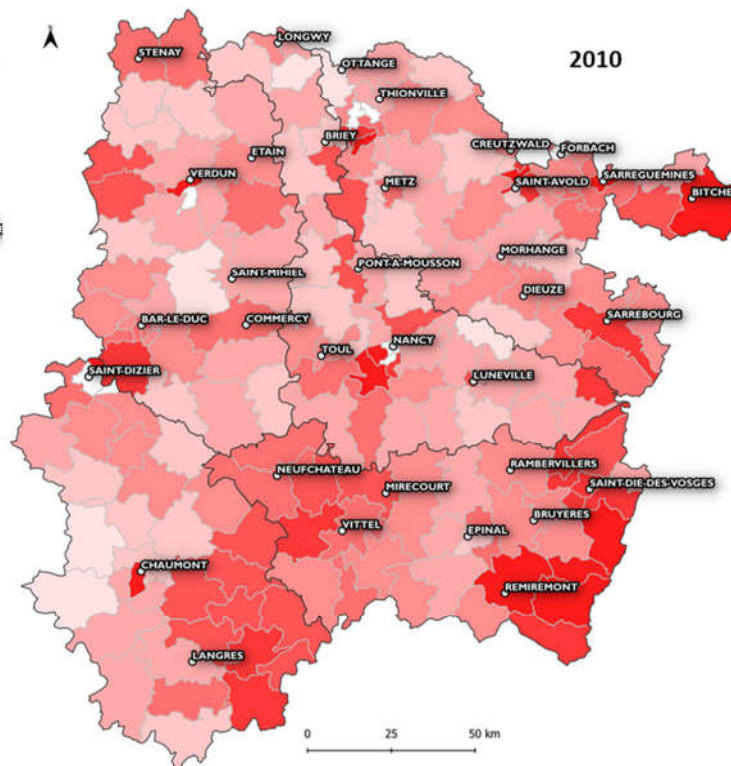 N
2010
LONGWY
STENAY
OTTANGE
THIONVILLE
BRIEY
CREUTZWALD
FORBACH
ETAIN
VERDUN
METZ
SAINT-AVOLD
SARREGUEMINES
BITCHE
MORHANGE
PONT-A-MOUSSON
SAINT-MIHIEL
DIEUZE
BAR-LE-DUC
COMMERCY
SARREBOURG
NANCY
TOUL
SAINT-DIZIER
LUNEVILLE
NEUFCHATEAU
RAMBERVILLERS
MIRECOURT
SAINT-DIE-DES-VOSGES
VITTEL
EPINAL
BRUYERES
CHAUMONT
REMIREMONT
LANGRES
0 25 50 km